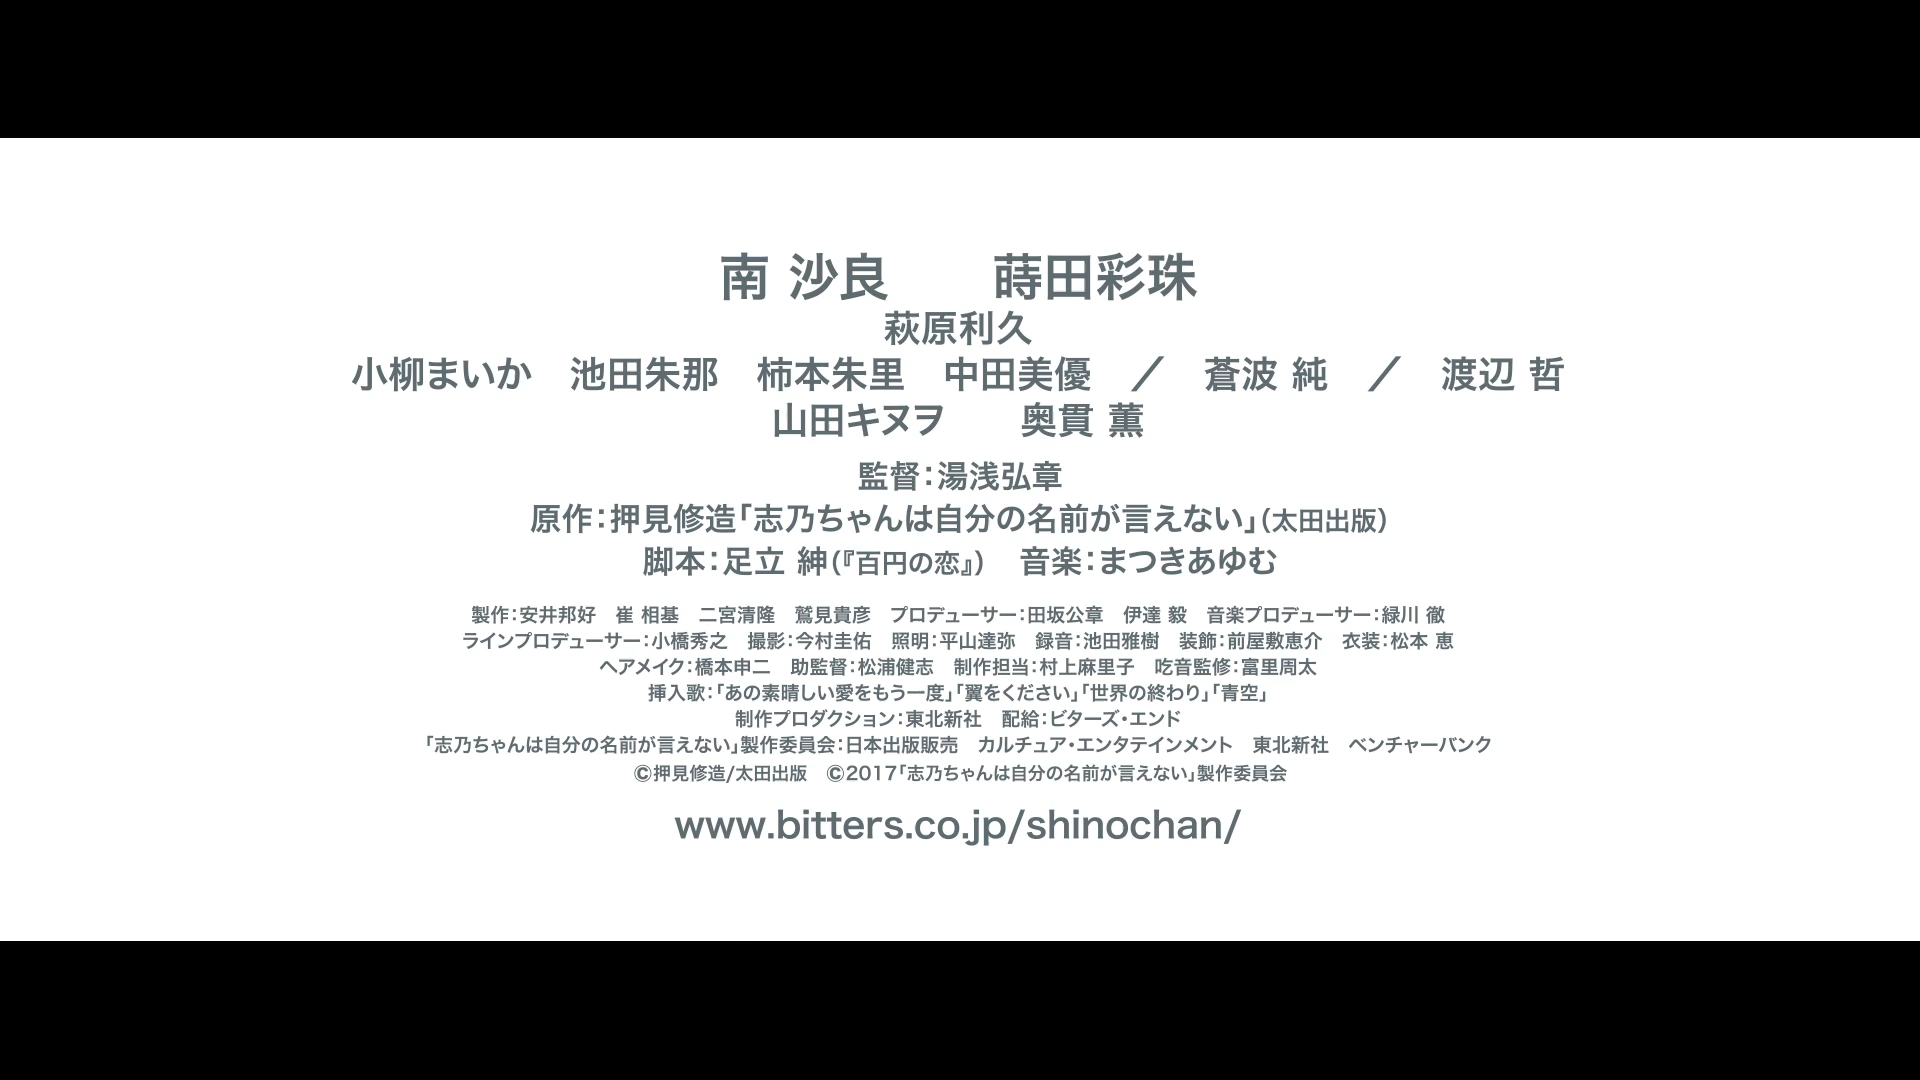 南 沙良　　蒔田彩珠
萩原利久
小柳まいか　池田朱那　柿本朱里　中田美優　／　蒼波 純　／　渡辺 哲
山田キヌヲ　　奥貫 薫
監督：湯浅弘章
原作：押見修造「志乃ちゃんは自分の名前が言えない」（太田出版）
脚本：足立 紳（『百円の恋』）　音楽：まつきあゆむ
製作：安井邦好　崔 相基　二宮清隆　鷲見貴彦　プロデューサー：田坂公章　伊達 毅　音楽プロデューサー：緑川 徹
ラインプロデューサー：小橋秀之　撮影：今村圭佑　照明：平山達弥　録音：池田雅樹　装飾：前屋敷恵介　衣装：松本 恵
ヘアメイク：橋本申二　助監督：松浦健志　制作担当：村上麻里子　吃音監修：富里周太
挿入歌：「あの素晴しい愛をもう一度」「翼をください」「世界の終わり」「青空」
制作プロダクション：東北新社　配給：ビターズ・エンド
「志乃ちゃんは自分の名前が言えない」製作委員会：日本出版販売　カルチュア・エンタテインメント　東北新社　ベンチャーバンク
©押見修造/太田出版　©2017「志乃ちゃんは自分の名前が言えない」製作委員会
www.bitters.co.jp/shinochan/